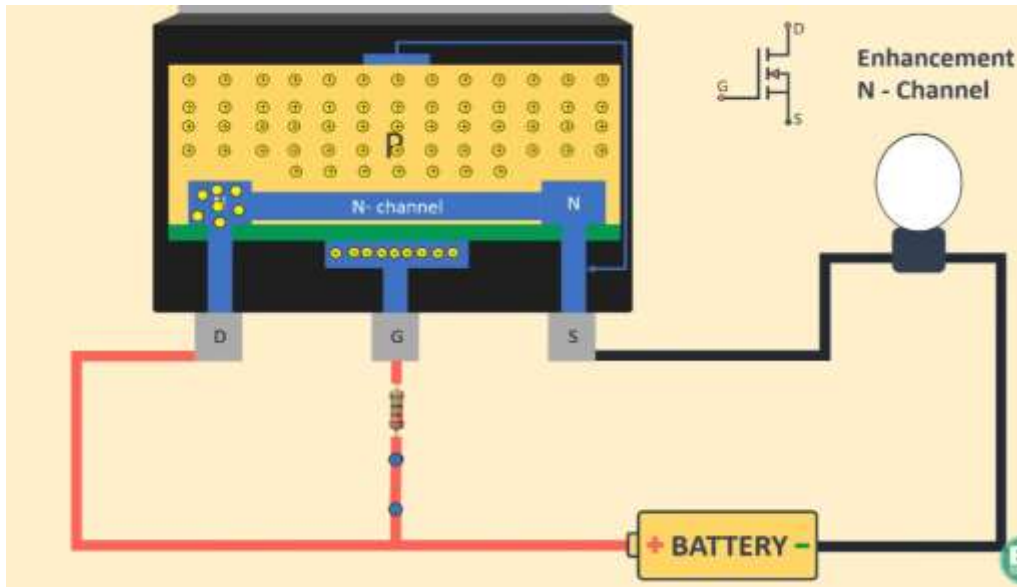 D
G
S
Enhancement
N - Channel
P
N- channel
N
D
G
S
+ BATTERY -